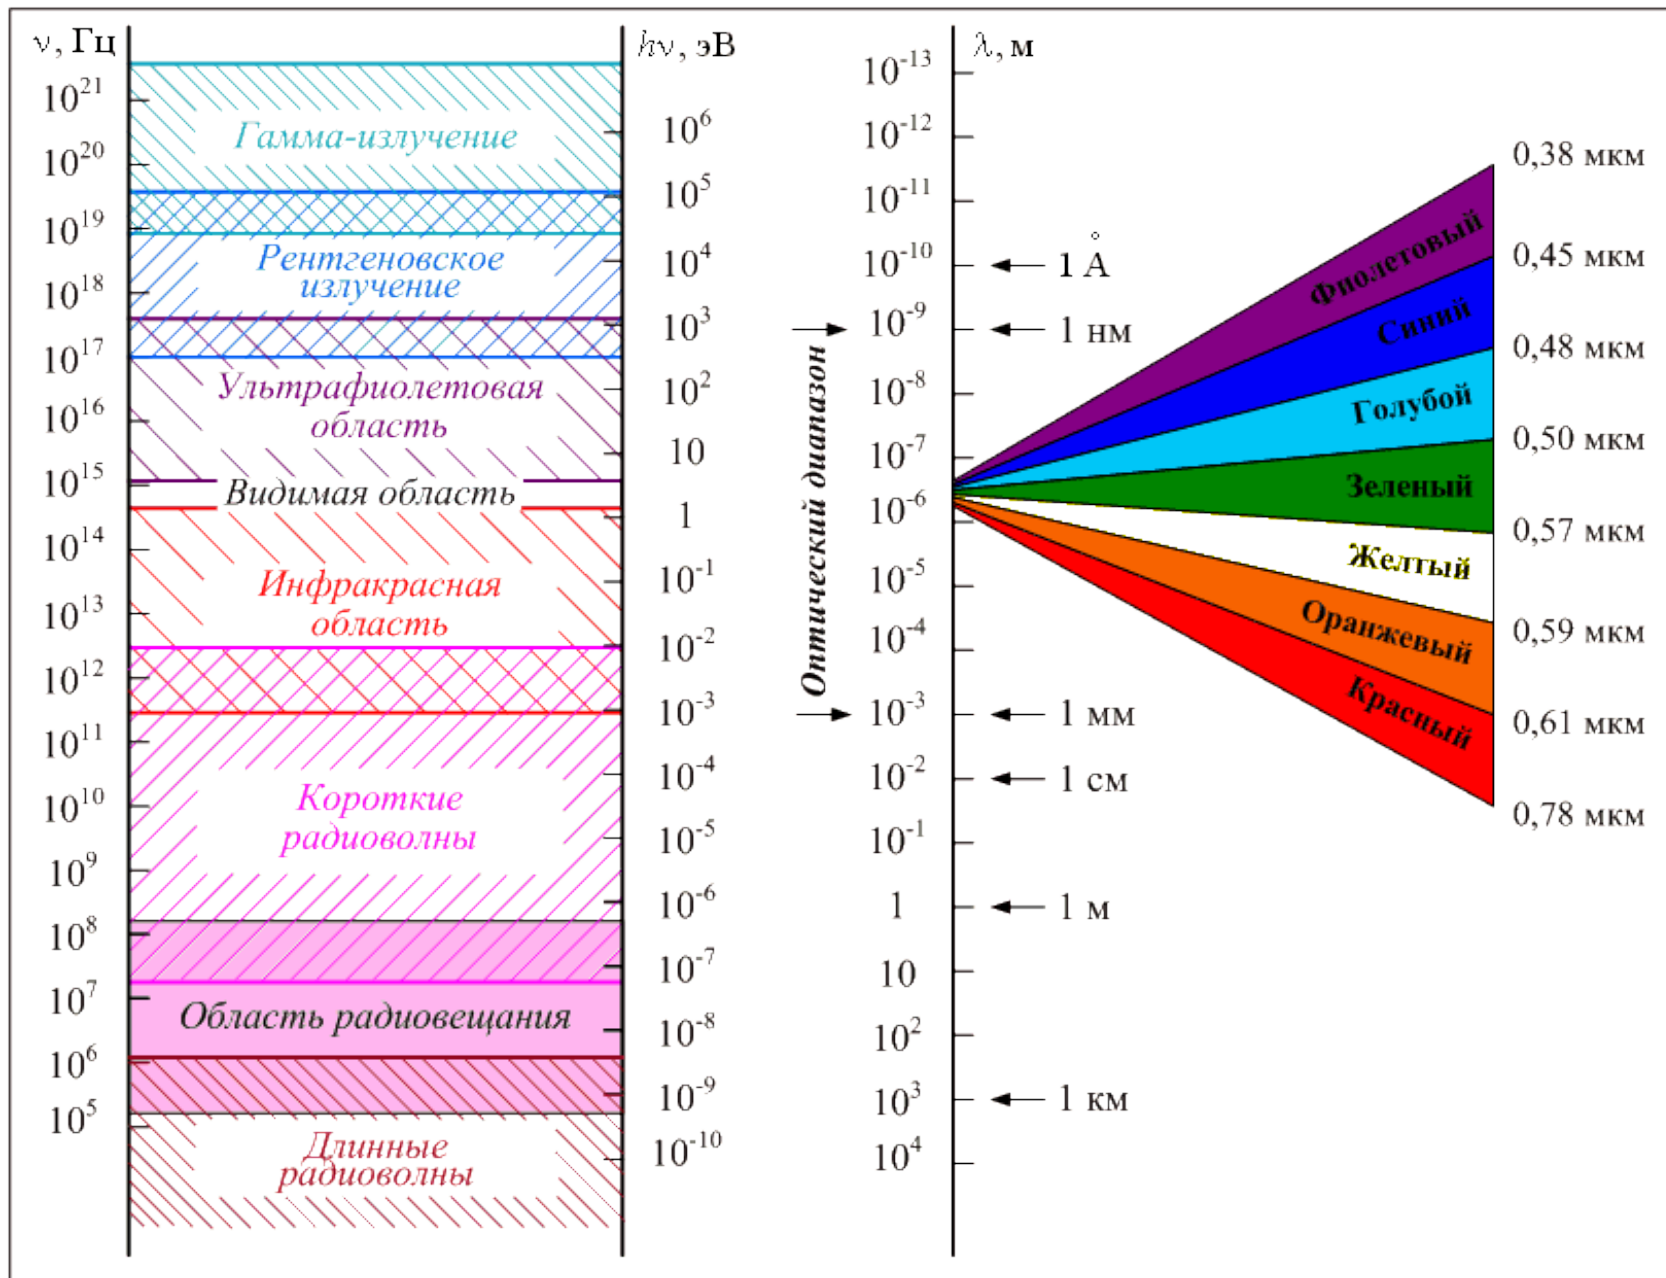 ν, Гц
10²¹
10²⁰
10¹⁹
10¹⁸
10¹⁷
10¹⁶
10¹⁵
10¹⁴
10¹³
10¹²
10¹¹
10¹⁰
10⁹
10⁸
10⁷
10⁶
10⁵
Гамма-излучение
Рентгеновское
излучение
Ультрафиолетовая
область
Видимая область
Инфракрасная
область
Короткие
радиоволны
Область радиовещания
Длинные
радиоволны
hν, эВ
10⁶
10⁵
10⁴
10³
10²
10
1
10⁻¹
10⁻²
10⁻³
10⁻⁴
10⁻⁵
10⁻⁶
10⁻⁷
10⁻⁸
10⁻⁹
10⁻¹⁰
Оптический диапазон
λ, м
10⁻¹³
10⁻¹²
10⁻¹¹
10⁻¹⁰
10⁻⁹
10⁻⁸
10⁻⁷
10⁻⁶
10⁻⁵
10⁻⁴
10⁻³
10⁻²
10⁻¹
1
10
10²
10³
10⁴
1 Å
1 нм
1 мм
1 см
1 м
1 км
Фиолетовый
Синий
Голубой
Зеленый
Желтый
Оранжевый
Красный
0,38 мкм
0,45 мкм
0,48 мкм
0,50 мкм
0,57 мкм
0,59 мкм
0,61 мкм
0,78 мкм